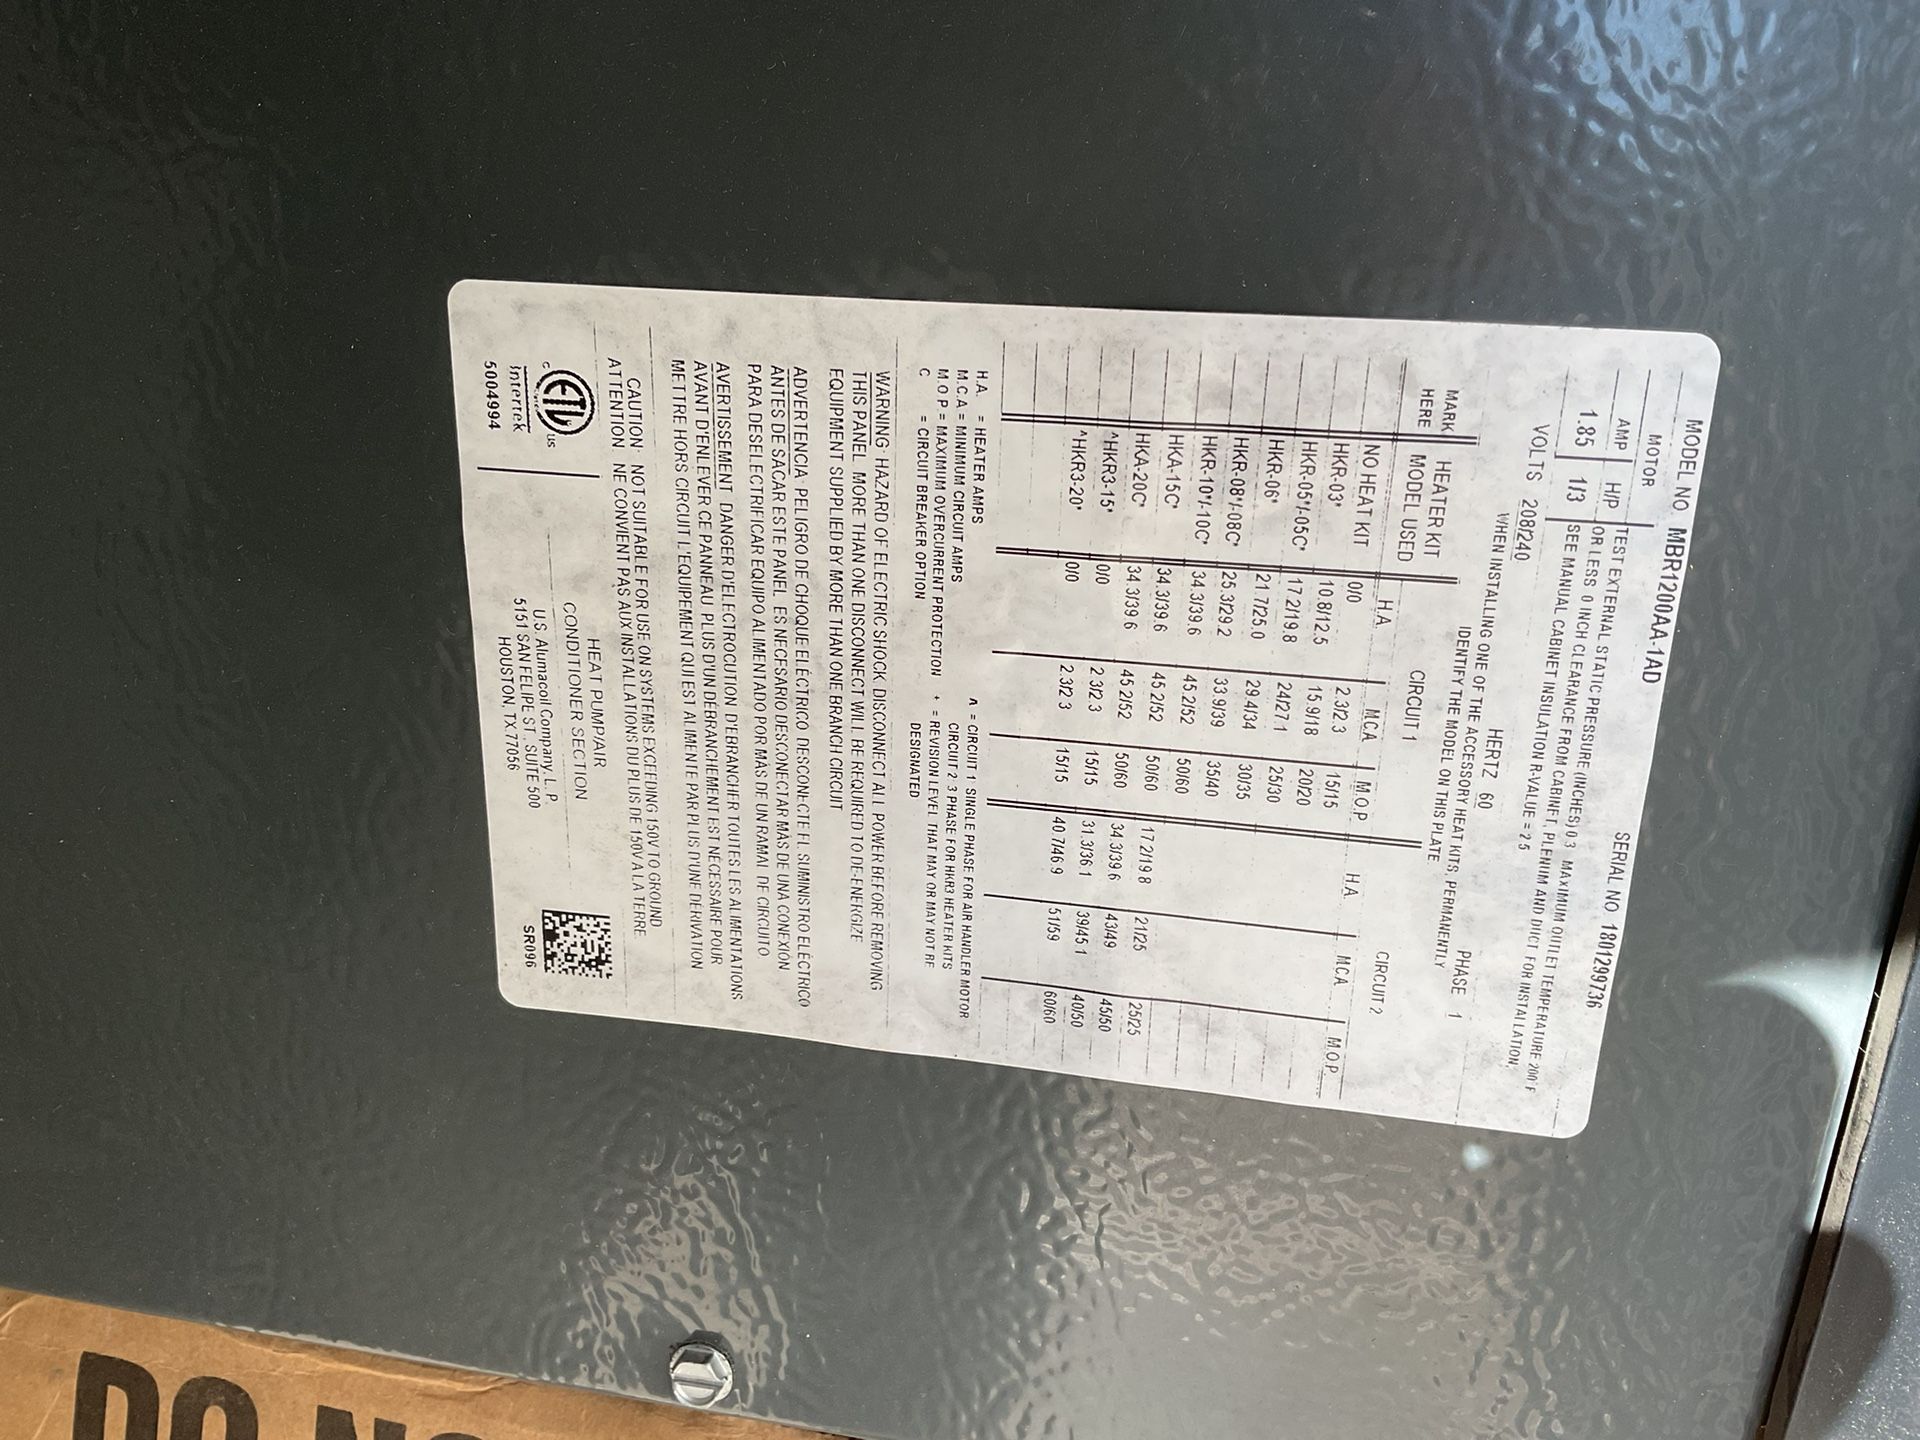 MODEL NO. MBR1200AA-1AD SERIAL NO. 1801299736
MOTOR
AMP H/P
1.85 1/3
TEST EXTERNAL STATIC PRESSURE (INCHES) 0.3 MAXIMUM OUTLET TEMPERATURE 200°F
OR LESS 0 INCH CLEARANCE FROM CABINET, PLENIUM AND DUCT FOR INSTALLATION,
SEE MANUAL CABINET INSULATION R-VALUE = 2.5
VOLTS 208/240 HERTZ 60 PHASE 1
WHEN INSTALLING ONE OF THE ACCESSORY HEAT KITS, PERMANENTLY
IDENTIFY THE MODEL ON THIS PLATE
MARK HERE HEATER KIT MODEL USED CIRCUIT 1 CIRCUIT 2
H.A. M.C.A. M.O.P. H.A. M.C.A. M.O.P.
NO HEAT KIT 0/0 2.3/2.3 15/15
HKR-03* 10.8/12.5 15.9/18 20/20
HKR-05*/-05C* 17.2/19.8 24/27.1 25/30
HKR-06* 21.7/25.0 29.4/34 30/35
HKR-08*/-08C* 25.3/29.2 33.9/39 35/40
HKR-10*/-10C* 34.3/39.6 45.2/52 50/60
HKA-15C* 34.3/39.6 45.2/52 50/60 17.2/19.8 21/25 25/25
HKA-20C* 34.3/39.6 45.2/52 50/60 34.3/39.6 43/49 45/50
^HKR3-15* 0/0 2.3/2.3 15/15 31.3/36.1 39/45.1 40/50
^HKR3-20* 0/0 2.3/2.3 15/15 40.7/46.9 51/59 60/60
H.A. = HEATER AMPS
M.C.A = MINIMUM CIRCUIT AMPS
M.O.P = MAXIMUM OVERCURRENT PROTECTION
C = CIRCUIT BREAKER OPTION
^ = CIRCUIT 1 SINGLE PHASE FOR AIR HANDLER MOTOR
CIRCUIT 2 3 PHASE FOR HKR3 HEATER KITS
* = REVISION LEVEL THAT MAY OR MAY NOT BE
DESIGNATED
WARNING HAZARD OF ELECTRIC SHOCK DISCONNECT ALL POWER BEFORE REMOVING
THIS PANEL. MORE THAN ONE DISCONNECT WILL BE REQUIRED TO DE-ENERGIZE
EQUIPMENT SUPPLIED BY MORE THAN ONE BRANCH CIRCUIT
ADVERTENCIA PELIGRO DE CHOQUE ELÉCTRICO DESCONECTE EL SUMINISTRO ELÉCTRICO
ANTES DE SACAR ESTE PANEL. ES NECESARIO DESCONECTAR MÁS DE UNA CONEXIÓN
PARA DESELECTRIFICAR EQUIPO ALIMENTADO POR MÁS DE UN RAMAL DE CIRCUITO
AVERTISSEMENT DANGER D'ELECTROCUTION DEBRANCHER TOUTES LES ALIMENTATIONS
AVANT D'ENLEVER CE PANNEAU PLUS D'UN DÉBRANCHEMENT EST NÉCESSAIRE POUR
METTRE HORS CIRCUIT L'EQUIPEMENT QUI EST ALIMENTE PAR PLUS D'UNE DÉRIVATION
CAUTION NOT SUITABLE FOR USE ON SYSTEMS EXCEEDING 150V TO GROUND
ATTENTION NE CONVIENT PAS AUX INSTALLATIONS DU PLUS DE 150V A LA TERRE
C ETL US
Intertek
5004994
HEAT PUMP/AIR
CONDITIONER SECTION
U.S. Alumacoil Company, L. P.
5151 SAN FELIPE ST., SUITE 500
HOUSTON, TX 77056
SR096
DO NO